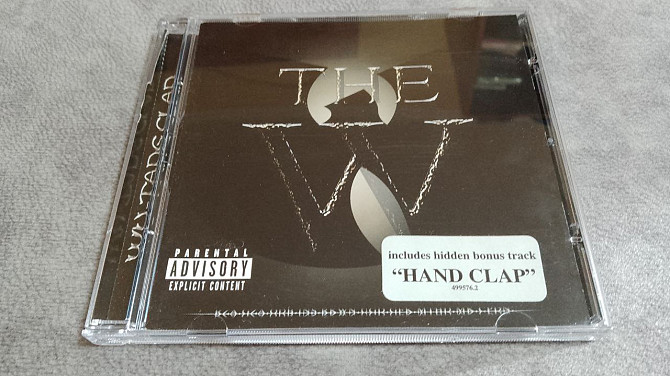 THE
W
WU-TANG CLAN
PARENTAL
ADVISORY
EXPLICIT CONTENT
includes hidden bonus track
“HAND CLAP”
499576.2